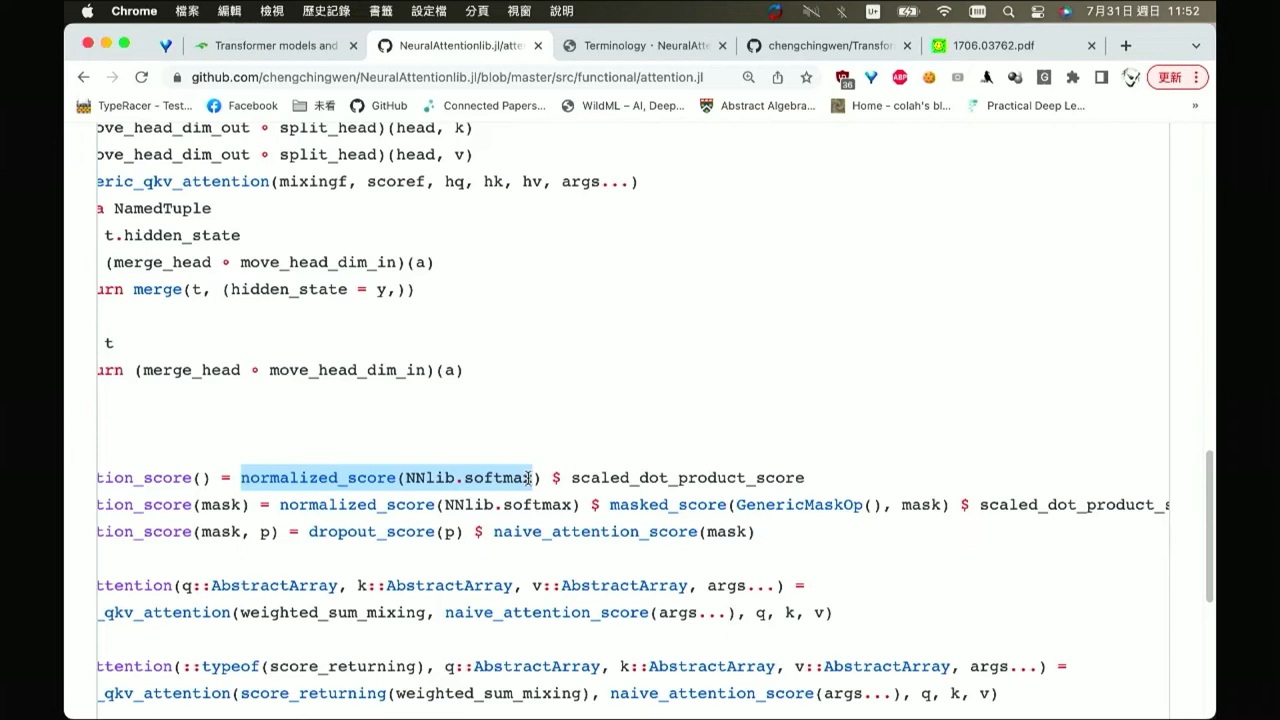 Chrome 檔案 編輯 檢視 歷史記錄 書籤 設定檔 分頁 視窗 說明 7月31日 週日 11:52
Transformer models and NeuralAttentionlib.jl/atte Terminology · NeuralAtte chengchingwen/Transfor 1706.03762.pdf
github.com/chengchingwen/NeuralAttentionlib.jl/blob/master/src/functional/attention.jl 36 ABP G 更新
TypeRacer - Test... Facebook 未看 GitHub Connected Papers... WildML – AI, Deep... Abstract Algebra... Home - colah's bl... Practical Deep Le... »
ove_head_dim_out ∘ split_head)(head, k)
ove_head_dim_out ∘ split_head)(head, v)
eric_qkv_attention(mixingf, scoref, hq, hk, hv, args...)
a NamedTuple
t.hidden_state
(merge_head ∘ move_head_dim_in)(a)
urn merge(t, (hidden_state = y,))
t
urn (merge_head ∘ move_head_dim_in)(a)
tion_score() = normalized_score(NNlib.softmax) $ scaled_dot_product_score
tion_score(mask) = normalized_score(NNlib.softmax) $ masked_score(GenericMaskOp(), mask) $ scaled_dot_product_s
tion_score(mask, p) = dropout_score(p) $ naive_attention_score(mask)
ttention(q::AbstractArray, k::AbstractArray, v::AbstractArray, args...) =
_qkv_attention(weighted_sum_mixing, naive_attention_score(args...), q, k, v)
ttention(::typeof(score_returning), q::AbstractArray, k::AbstractArray, v::AbstractArray, args...) =
_qkv_attention(score_returning(weighted_sum_mixing), naive_attention_score(args...), q, k, v)